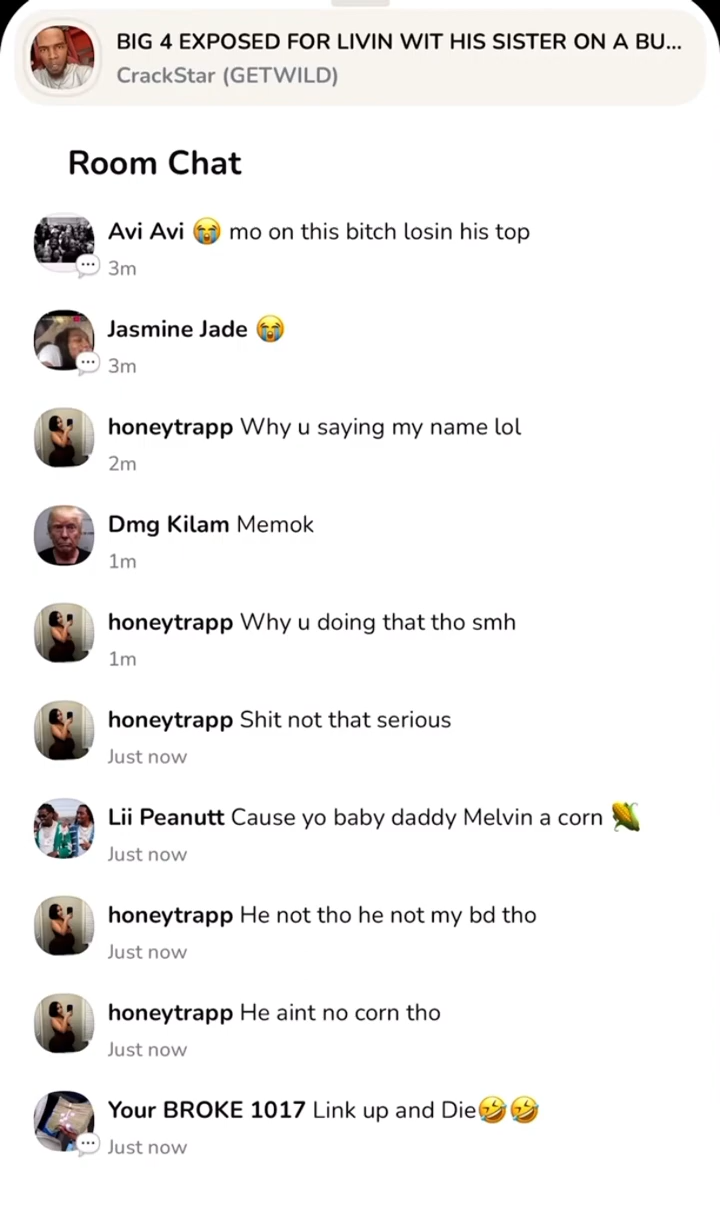 BIG 4 EXPOSED FOR LIVIN WIT HIS SISTER ON A BU...
CrackStar (GETWILD)
Room Chat
Avi Avi 😭 mo on this bitch losin his top
3m
Jasmine Jade 😭
3m
honeytrapp Why u saying my name lol
2m
Dmg Kilam Memok
1m
honeytrapp Why u doing that tho smh
1m
honeytrapp Shit not that serious
Just now
Lii Peanutt Cause yo baby daddy Melvin a corn 🌽
Just now
honeytrapp He not tho he not my bd tho
Just now
honeytrapp He aint no corn tho
Just now
Your BROKE 1017 Link up and Die🤣🤣
Just now